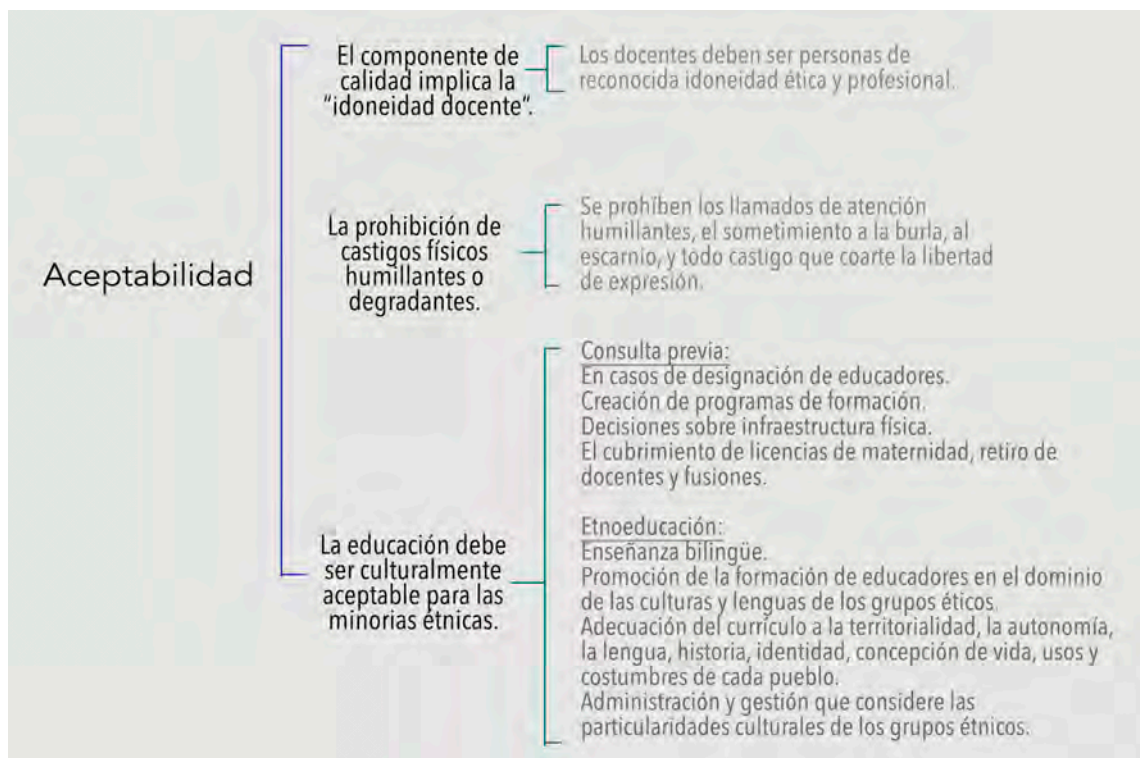 Aceptabilidad
El componente de
calidad implica la
"idoneidad docente".
Los docentes deben ser personas de
reconocida idoneidad ética y profesional.
La prohibición de
castigos físicos
humillantes o
degradantes.
Se prohiben los llamados de atención
humillantes, el sometimiento a la burla, al
escarnio, y todo castigo que coarte la libertad
de expresión.
La educación debe
ser culturalmente
aceptable para las
minorias étnicas.
Consulta previa:
En casos de designación de educadores.
Creación de programas de formación.
Decisiones sobre infraestructura física.
El cubrimiento de licencias de maternidad, retiro de
docentes y fusiones.
Etnoeducación:
Enseñanza bilingüe.
Promoción de la formación de educadores en el dominio
de las culturas y lenguas de los grupos éticos.
Adecuación del currículo a la territorialidad, la autonomía,
la lengua, historia, identidad, concepción de vida, usos y
costumbres de cada pueblo.
Administración y gestión que considere las
particularidades culturales de los grupos étnicos.